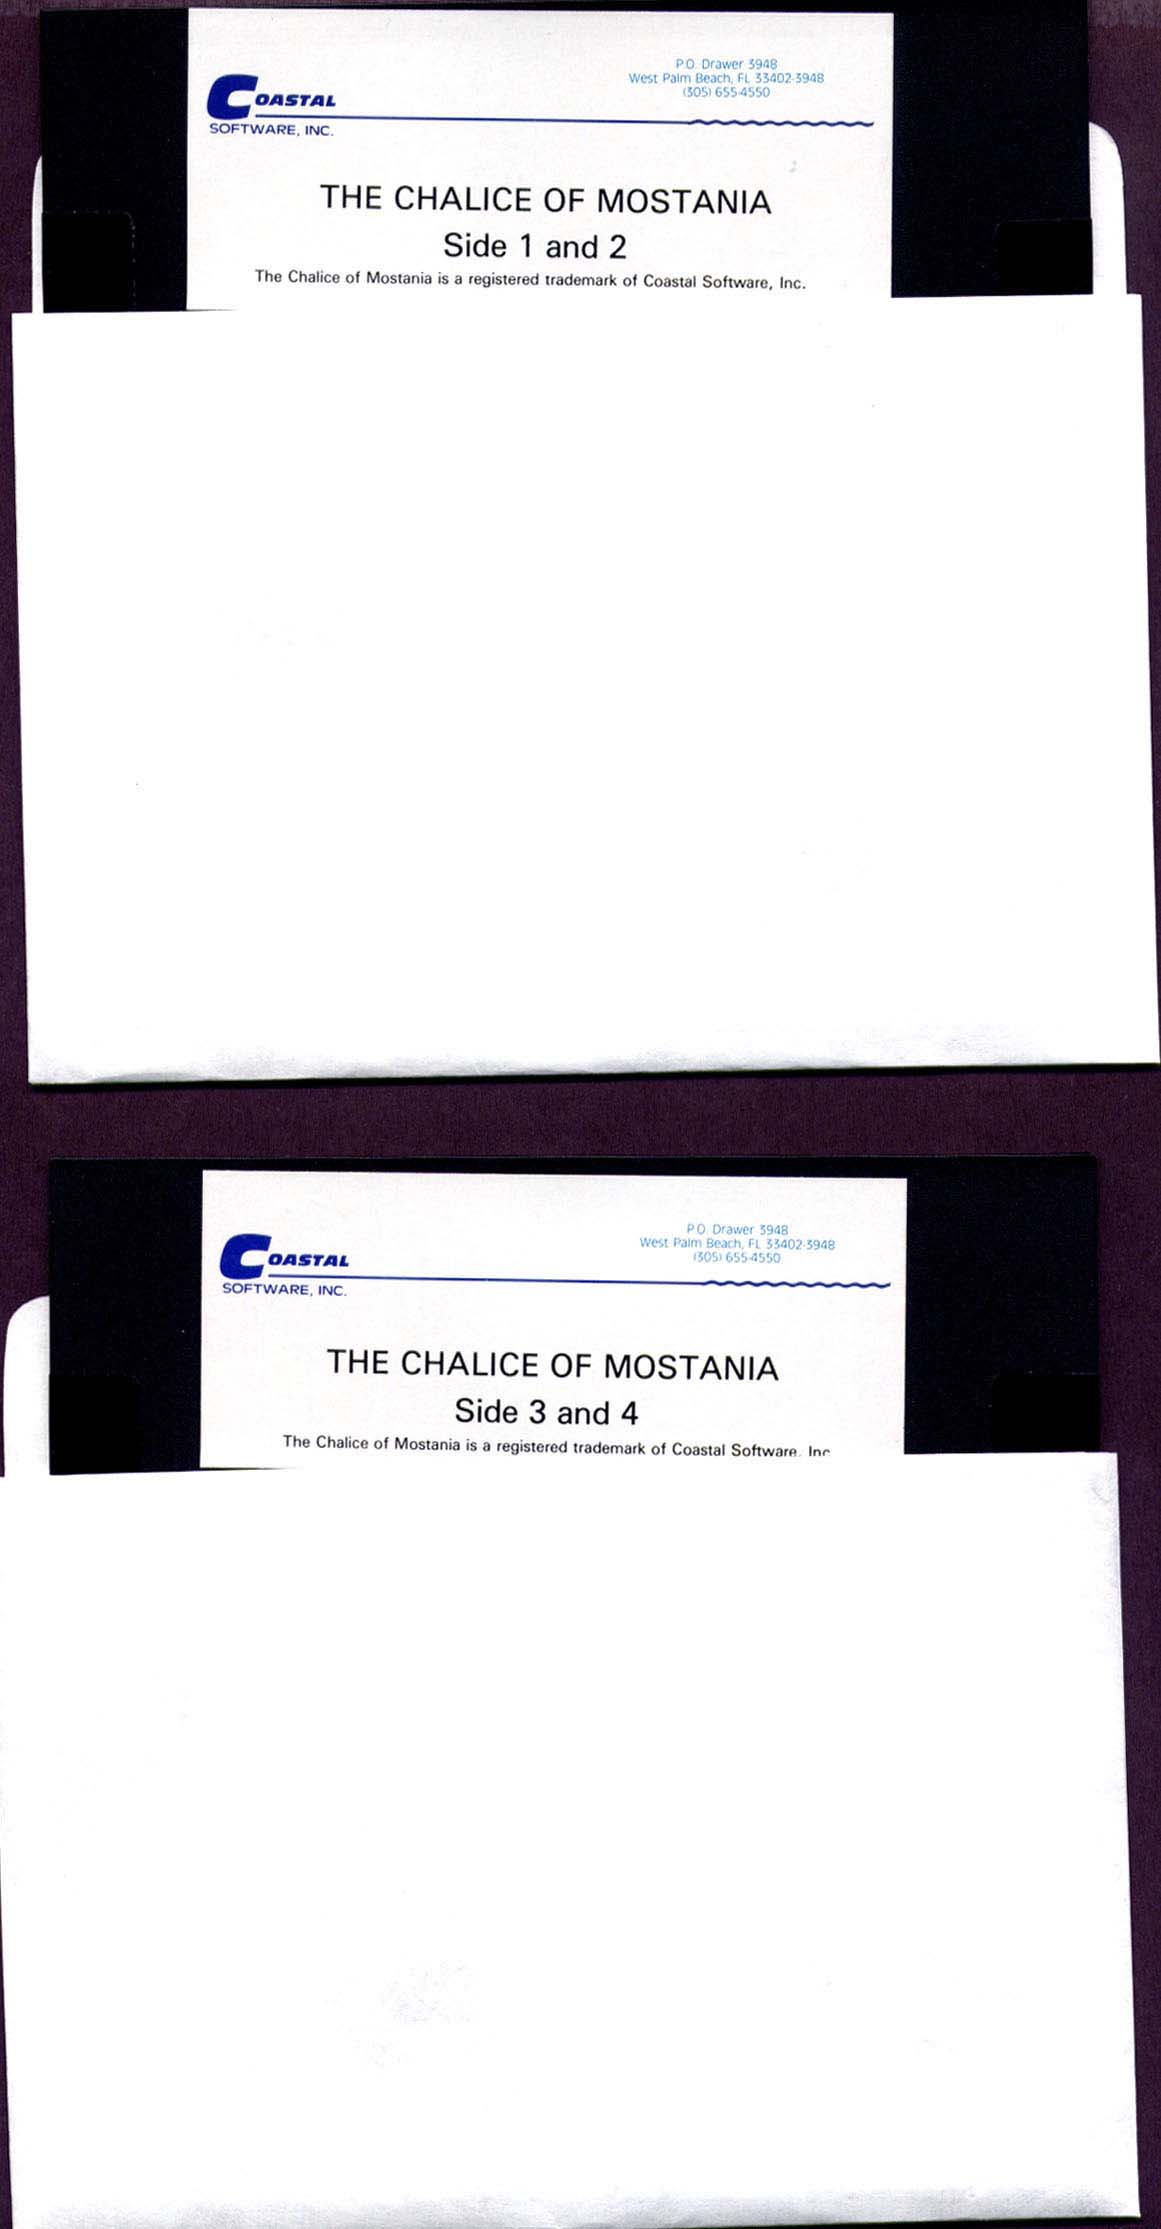 COASTAL
SOFTWARE, INC.
P.O. Drawer 3948
West Palm Beach, FL 33402-3948
(305) 655-4550
THE CHALICE OF MOSTANIA
Side 1 and 2
The Chalice of Mostania is a registered trademark of Coastal Software, Inc.
COASTAL
SOFTWARE, INC.
P.O. Drawer 3948
West Palm Beach, FL 33402-3948
(305) 655-4550
THE CHALICE OF MOSTANIA
Side 3 and 4
The Chalice of Mostania is a registered trademark of Coastal Software, Inc